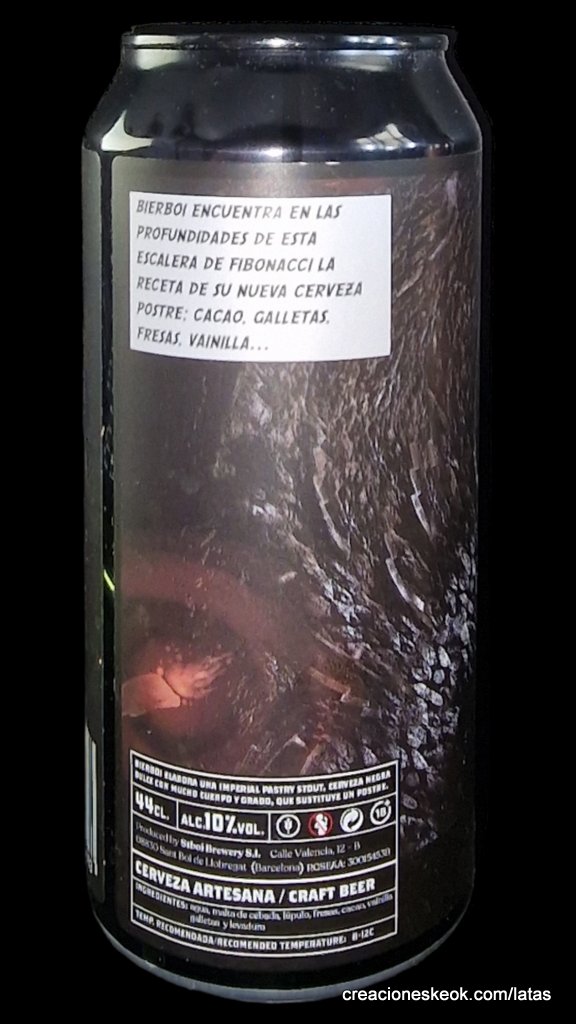 BIERBOI ENCUENTRA EN LAS
PROFUNDIDADES DE ESTA
ESCALERA DE FIBONACCI LA
RECETA DE SU NUEVA CERVEZA
POSTRE: CACAO, GALLETAS,
FRESAS, VAINILLA...
BIERBOI ELABORA UNA IMPERIAL PASTRY STOUT, CERVEZA NEGRA
DULCE CON MUCHO CUERPO Y GRADO, QUE SUSTITUYE UN POSTRE.
44CL. ALC.10%VOL. 18+
Produced by Stboi Brewery S.L. Calle Valencia, 12 - B
08830 Sant Boi de Llobregat (Barcelona) RGSEAA:
CERVEZA ARTESANA / CRAFT BEER
INGREDIENTES: agua, malta de cebada, lúpulo, fresas, cacao, vainilla
galletas y levadura
TEMP. RECOMENDADA/RECOMENDED TEMPERATURE: 8-12C
creacioneskeok.com/latas